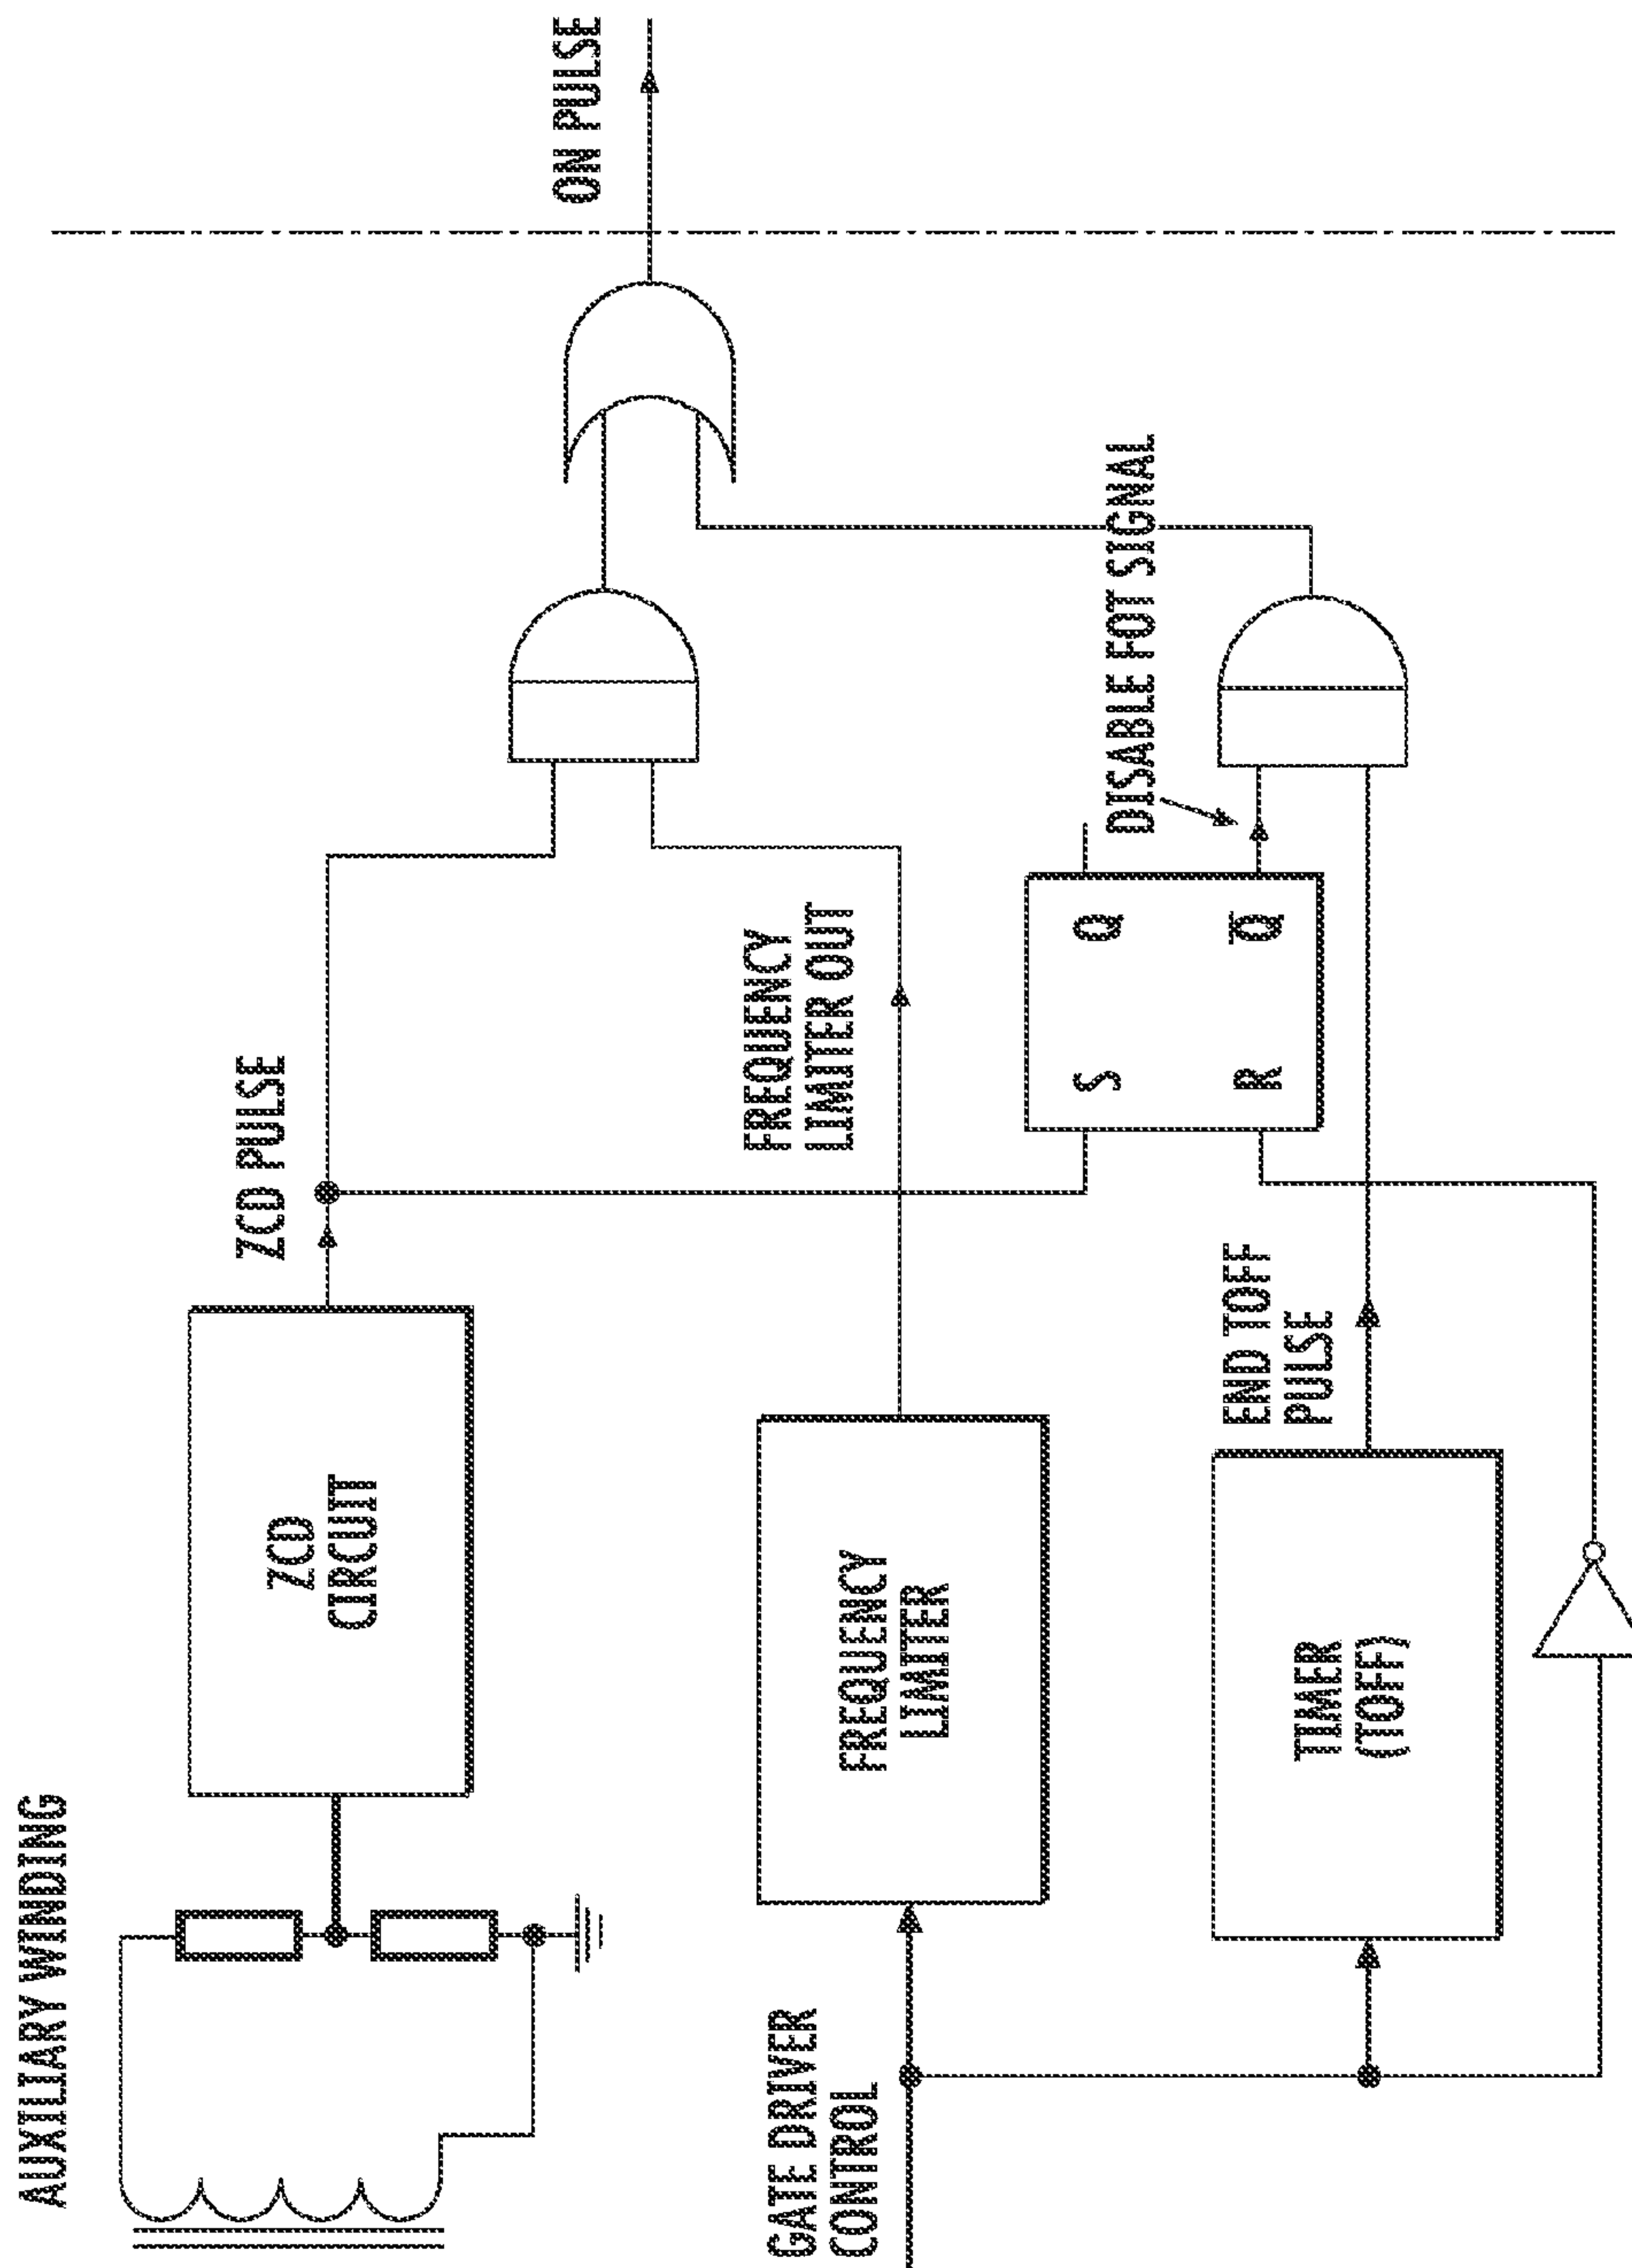 AUXILIARY WINDING
ZCD
CIRCUIT
ZCD PULSE
ON PULSE
GATE DRIVER
CONTROL
FREQUENCY
LIMITER
FREQUENCY
LIMITER OUT
TIMER
(TOFF)
END TOFF
PULSE
S
Q
R
Q̅
DISABLE FOT SIGNAL